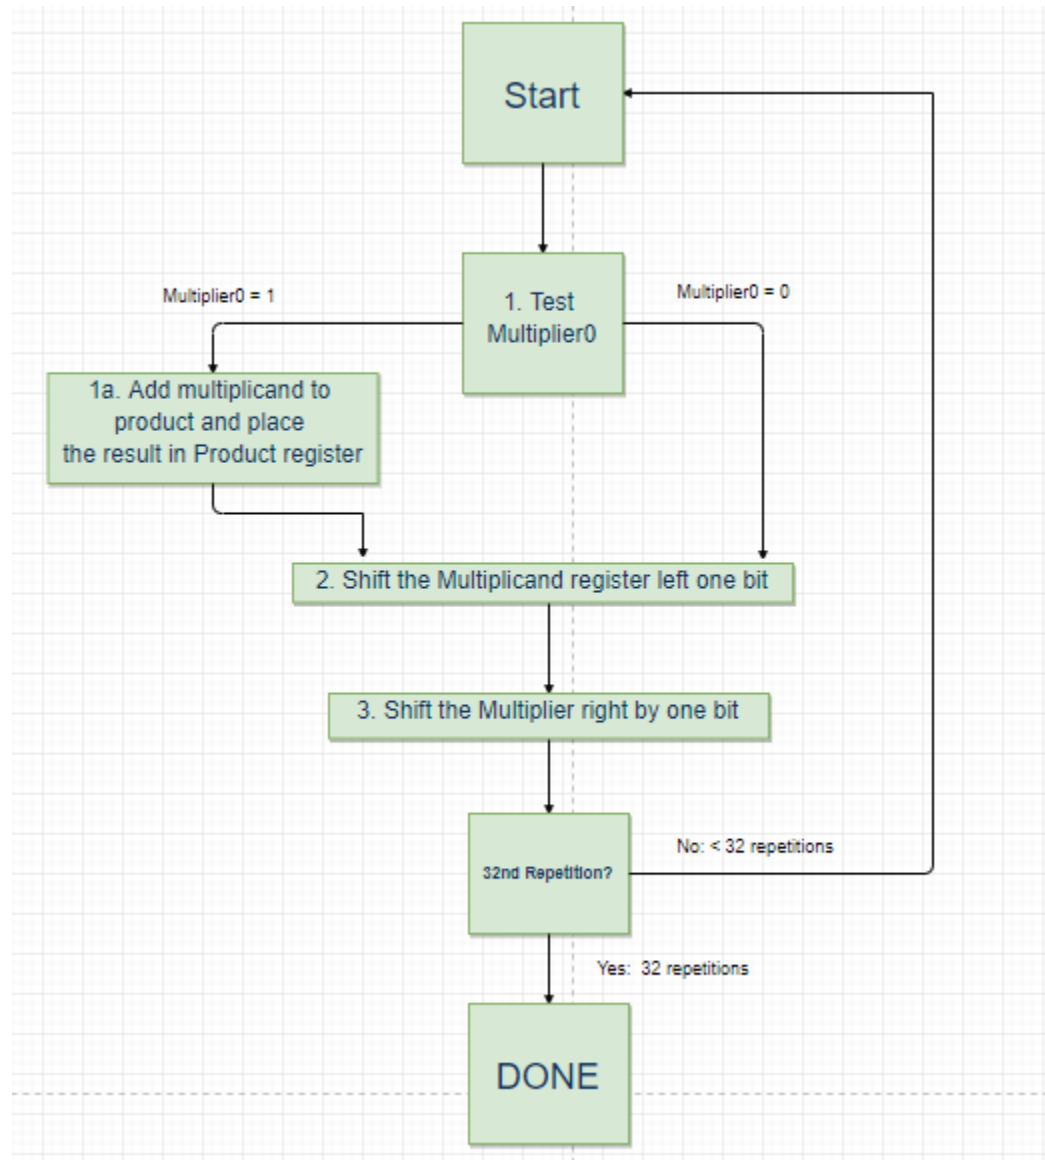 Start
1. Test
Multiplier0
Multiplier0 = 1
Multiplier0 = 0
1a. Add multiplicand to
product and place
the result in Product register
2. Shift the Multiplicand register left one bit
3. Shift the Multiplier right by one bit
32nd Repetition?
No: < 32 repetitions
Yes: 32 repetitions
DONE